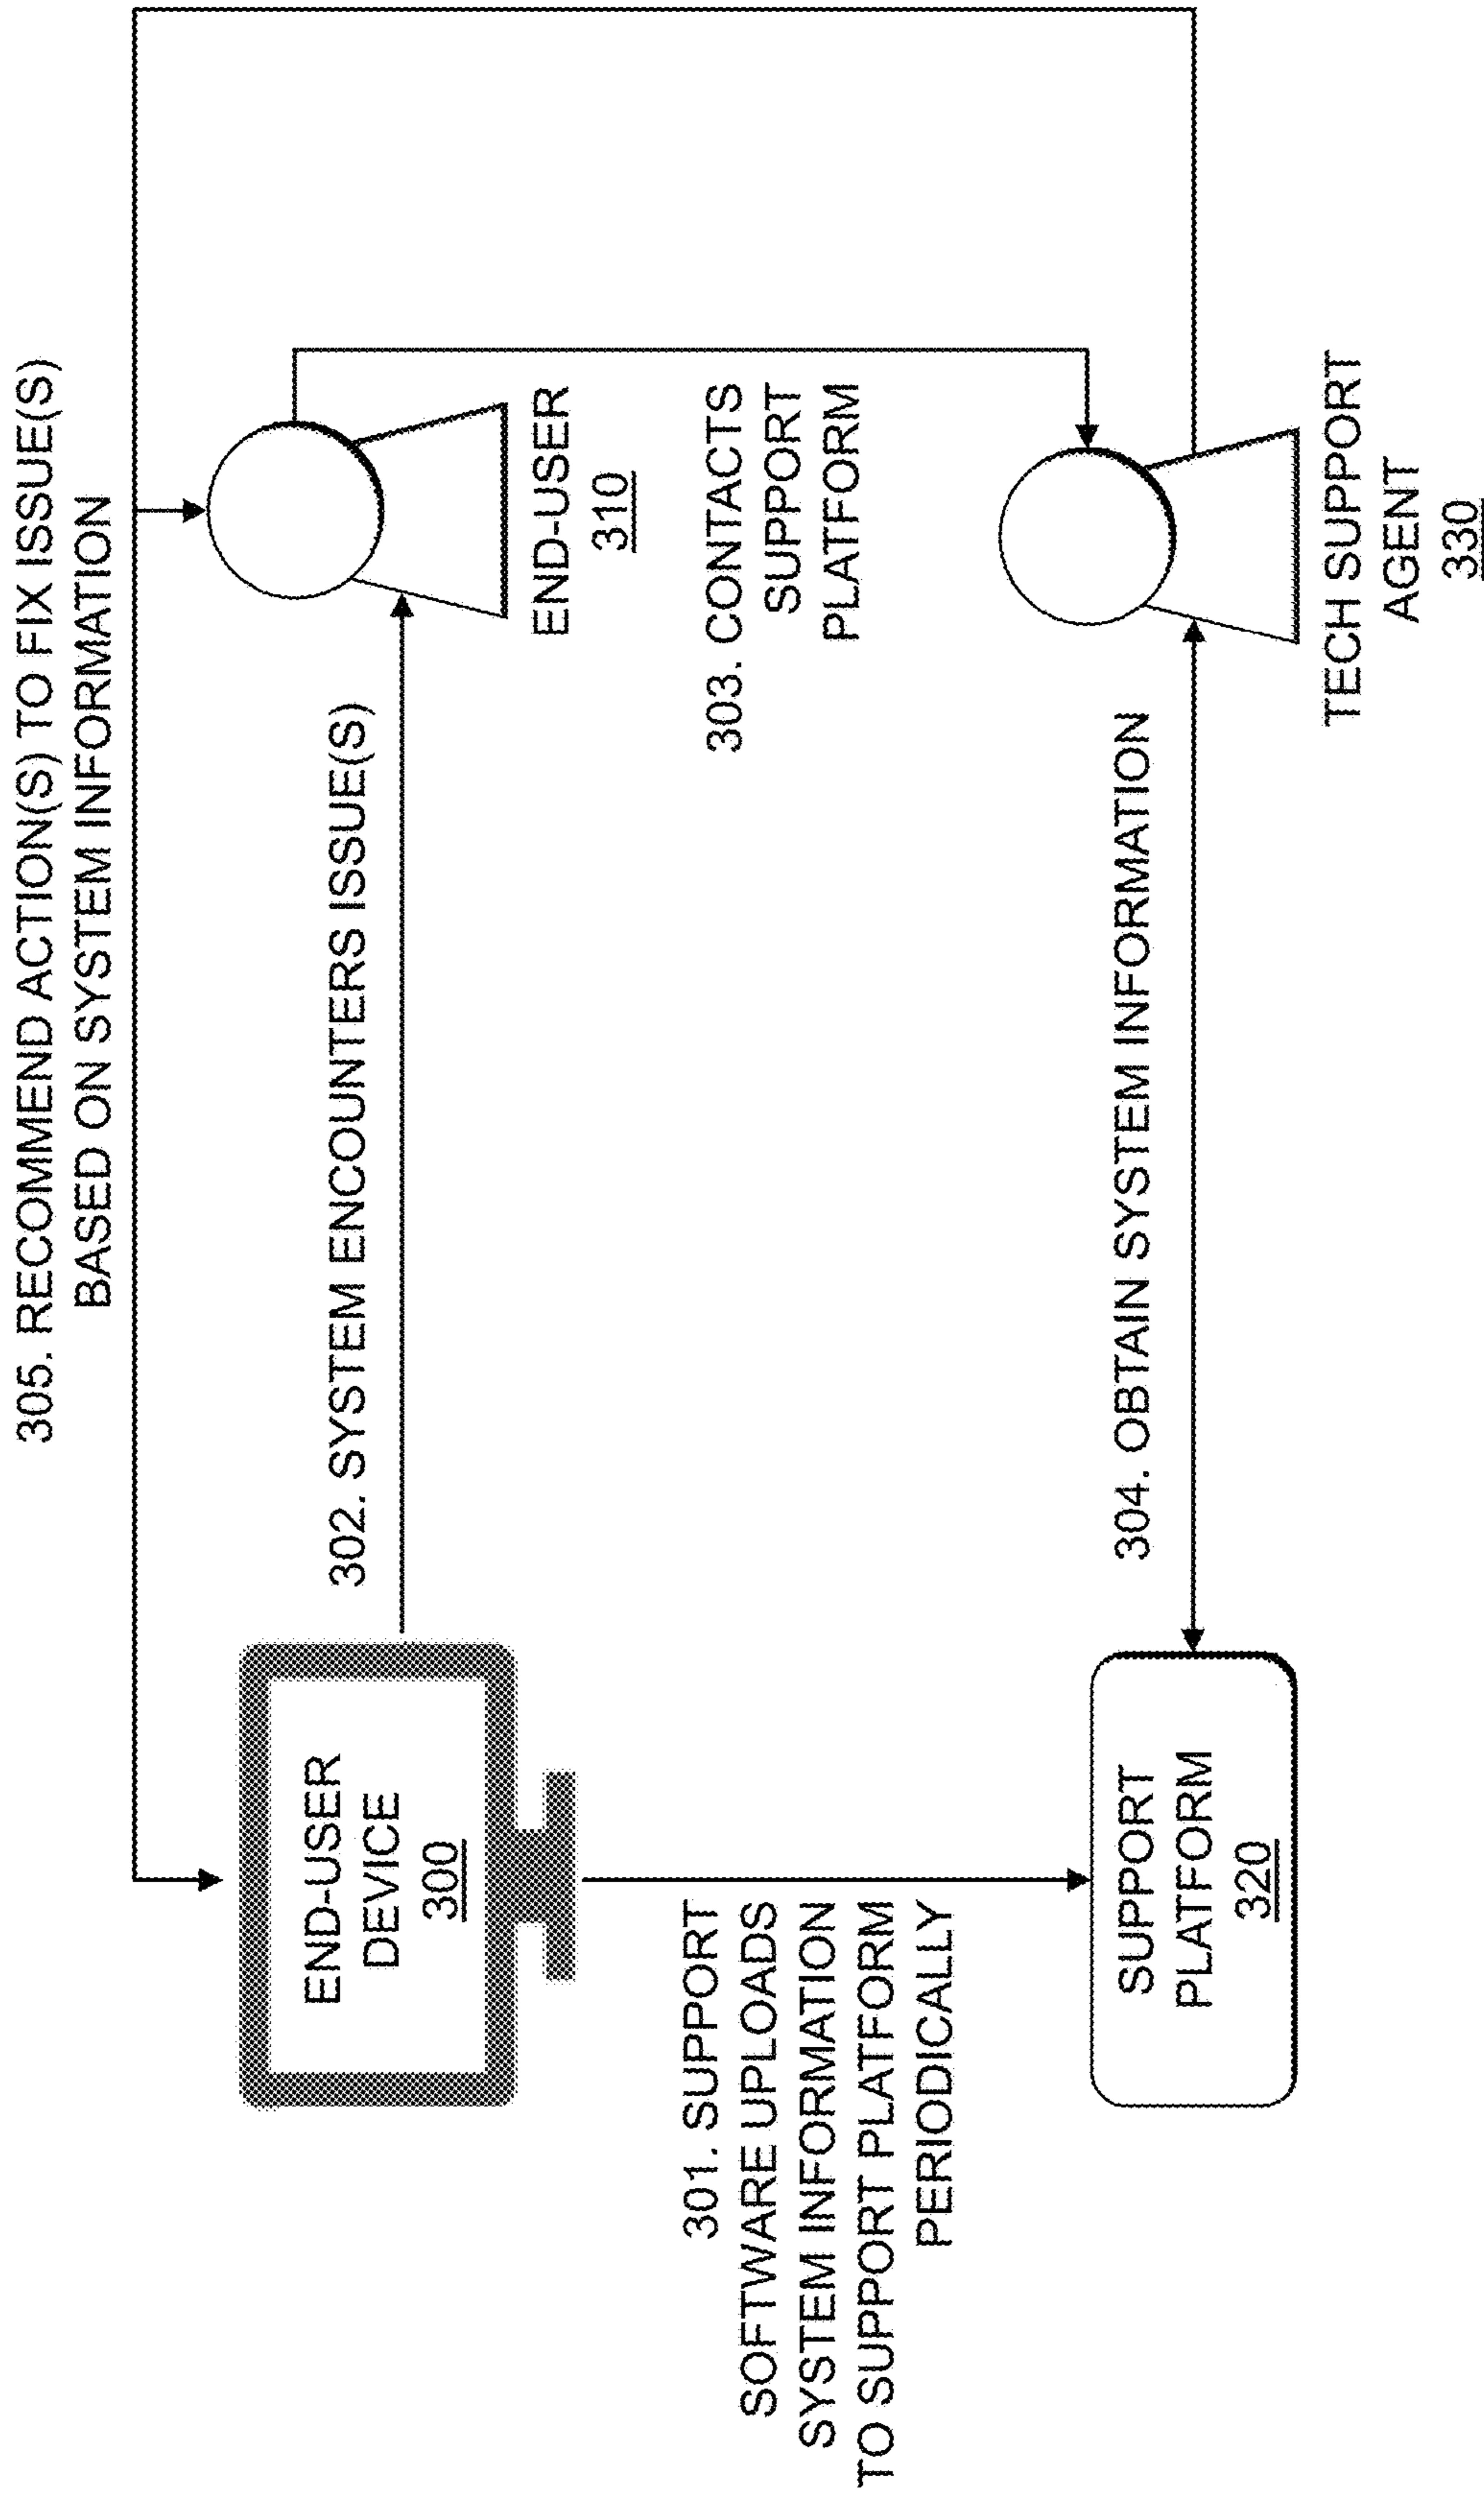 305. RECOMMEND ACTION(S) TO FIX ISSUE(S)
BASED ON SYSTEM INFORMATION
END-USER
DEVICE
300
302. SYSTEM ENCOUNTERS ISSUE(S)
END-USER
310
301. SUPPORT
SOFTWARE UPLOADS
SYSTEM INFORMATION
TO SUPPORT PLATFORM
PERIODICALLY
303. CONTACTS
SUPPORT
PLATFORM
SUPPORT
PLATFORM
320
304. OBTAIN SYSTEM INFORMATION
TECH SUPPORT
AGENT
330